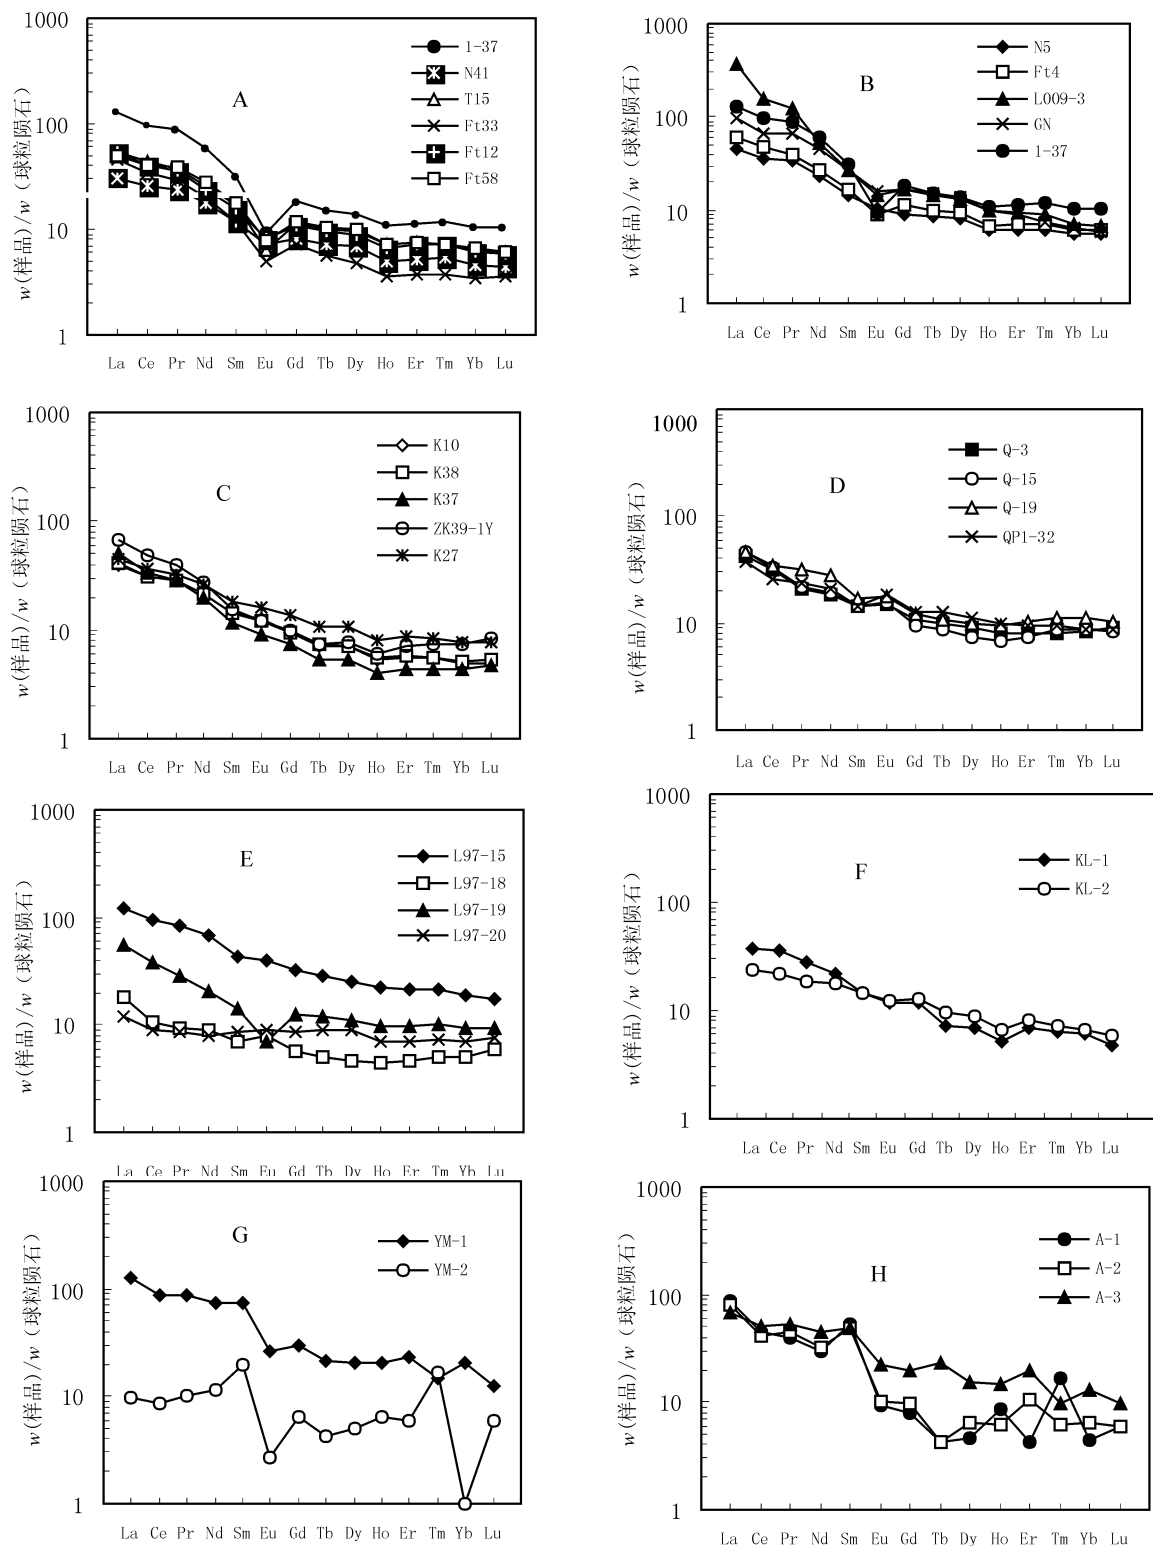 1000
100
10
1
w(样品)/w（球粒陨石）
A
1-37
N41
T15
Ft33
Ft12
Ft58
La Ce Pr Nd Sm Eu Gd Tb Dy Ho Er Tm Yb Lu
1000
100
10
1
w(样品)/w（球粒陨石）
B
N5
Ft4
L009-3
GN
1-37
La Ce Pr Nd Sm Eu Gd Tb Dy Ho Er Tm Yb Lu
1000
100
10
1
w(样品)/w（球粒陨石）
C
K10
K38
K37
ZK39-1Y
K27
La Ce Pr Nd Sm Eu Gd Tb Dy Ho Er Tm Yb Lu
1000
100
10
1
w(样品)/w（球粒陨石）
D
Q-3
Q-15
Q-19
QP1-32
La Ce Pr Nd Sm Eu Gd Tb Dy Ho Er Tm Yb Lu
1000
100
10
1
w(样品)/w（球粒陨石）
E
L97-15
L97-18
L97-19
L97-20
La Ce Pr Nd Sm Eu Gd Tb Dy Ho Er Tm Yb Lu
1000
100
10
1
w(样品)/w（球粒陨石）
F
KL-1
KL-2
La Ce Pr Nd Sm Eu Gd Tb Dy Ho Er Tm Yb Lu
1000
100
10
1
w(样品)/w（球粒陨石）
G
YM-1
YM-2
La Ce Pr Nd Sm Eu Gd Tb Dy Ho Er Tm Yb Lu
1000
100
10
1
w(样品)/w（球粒陨石）
H
A-1
A-2
A-3
La Ce Pr Nd Sm Eu Gd Tb Dy Ho Er Tm Yb Lu